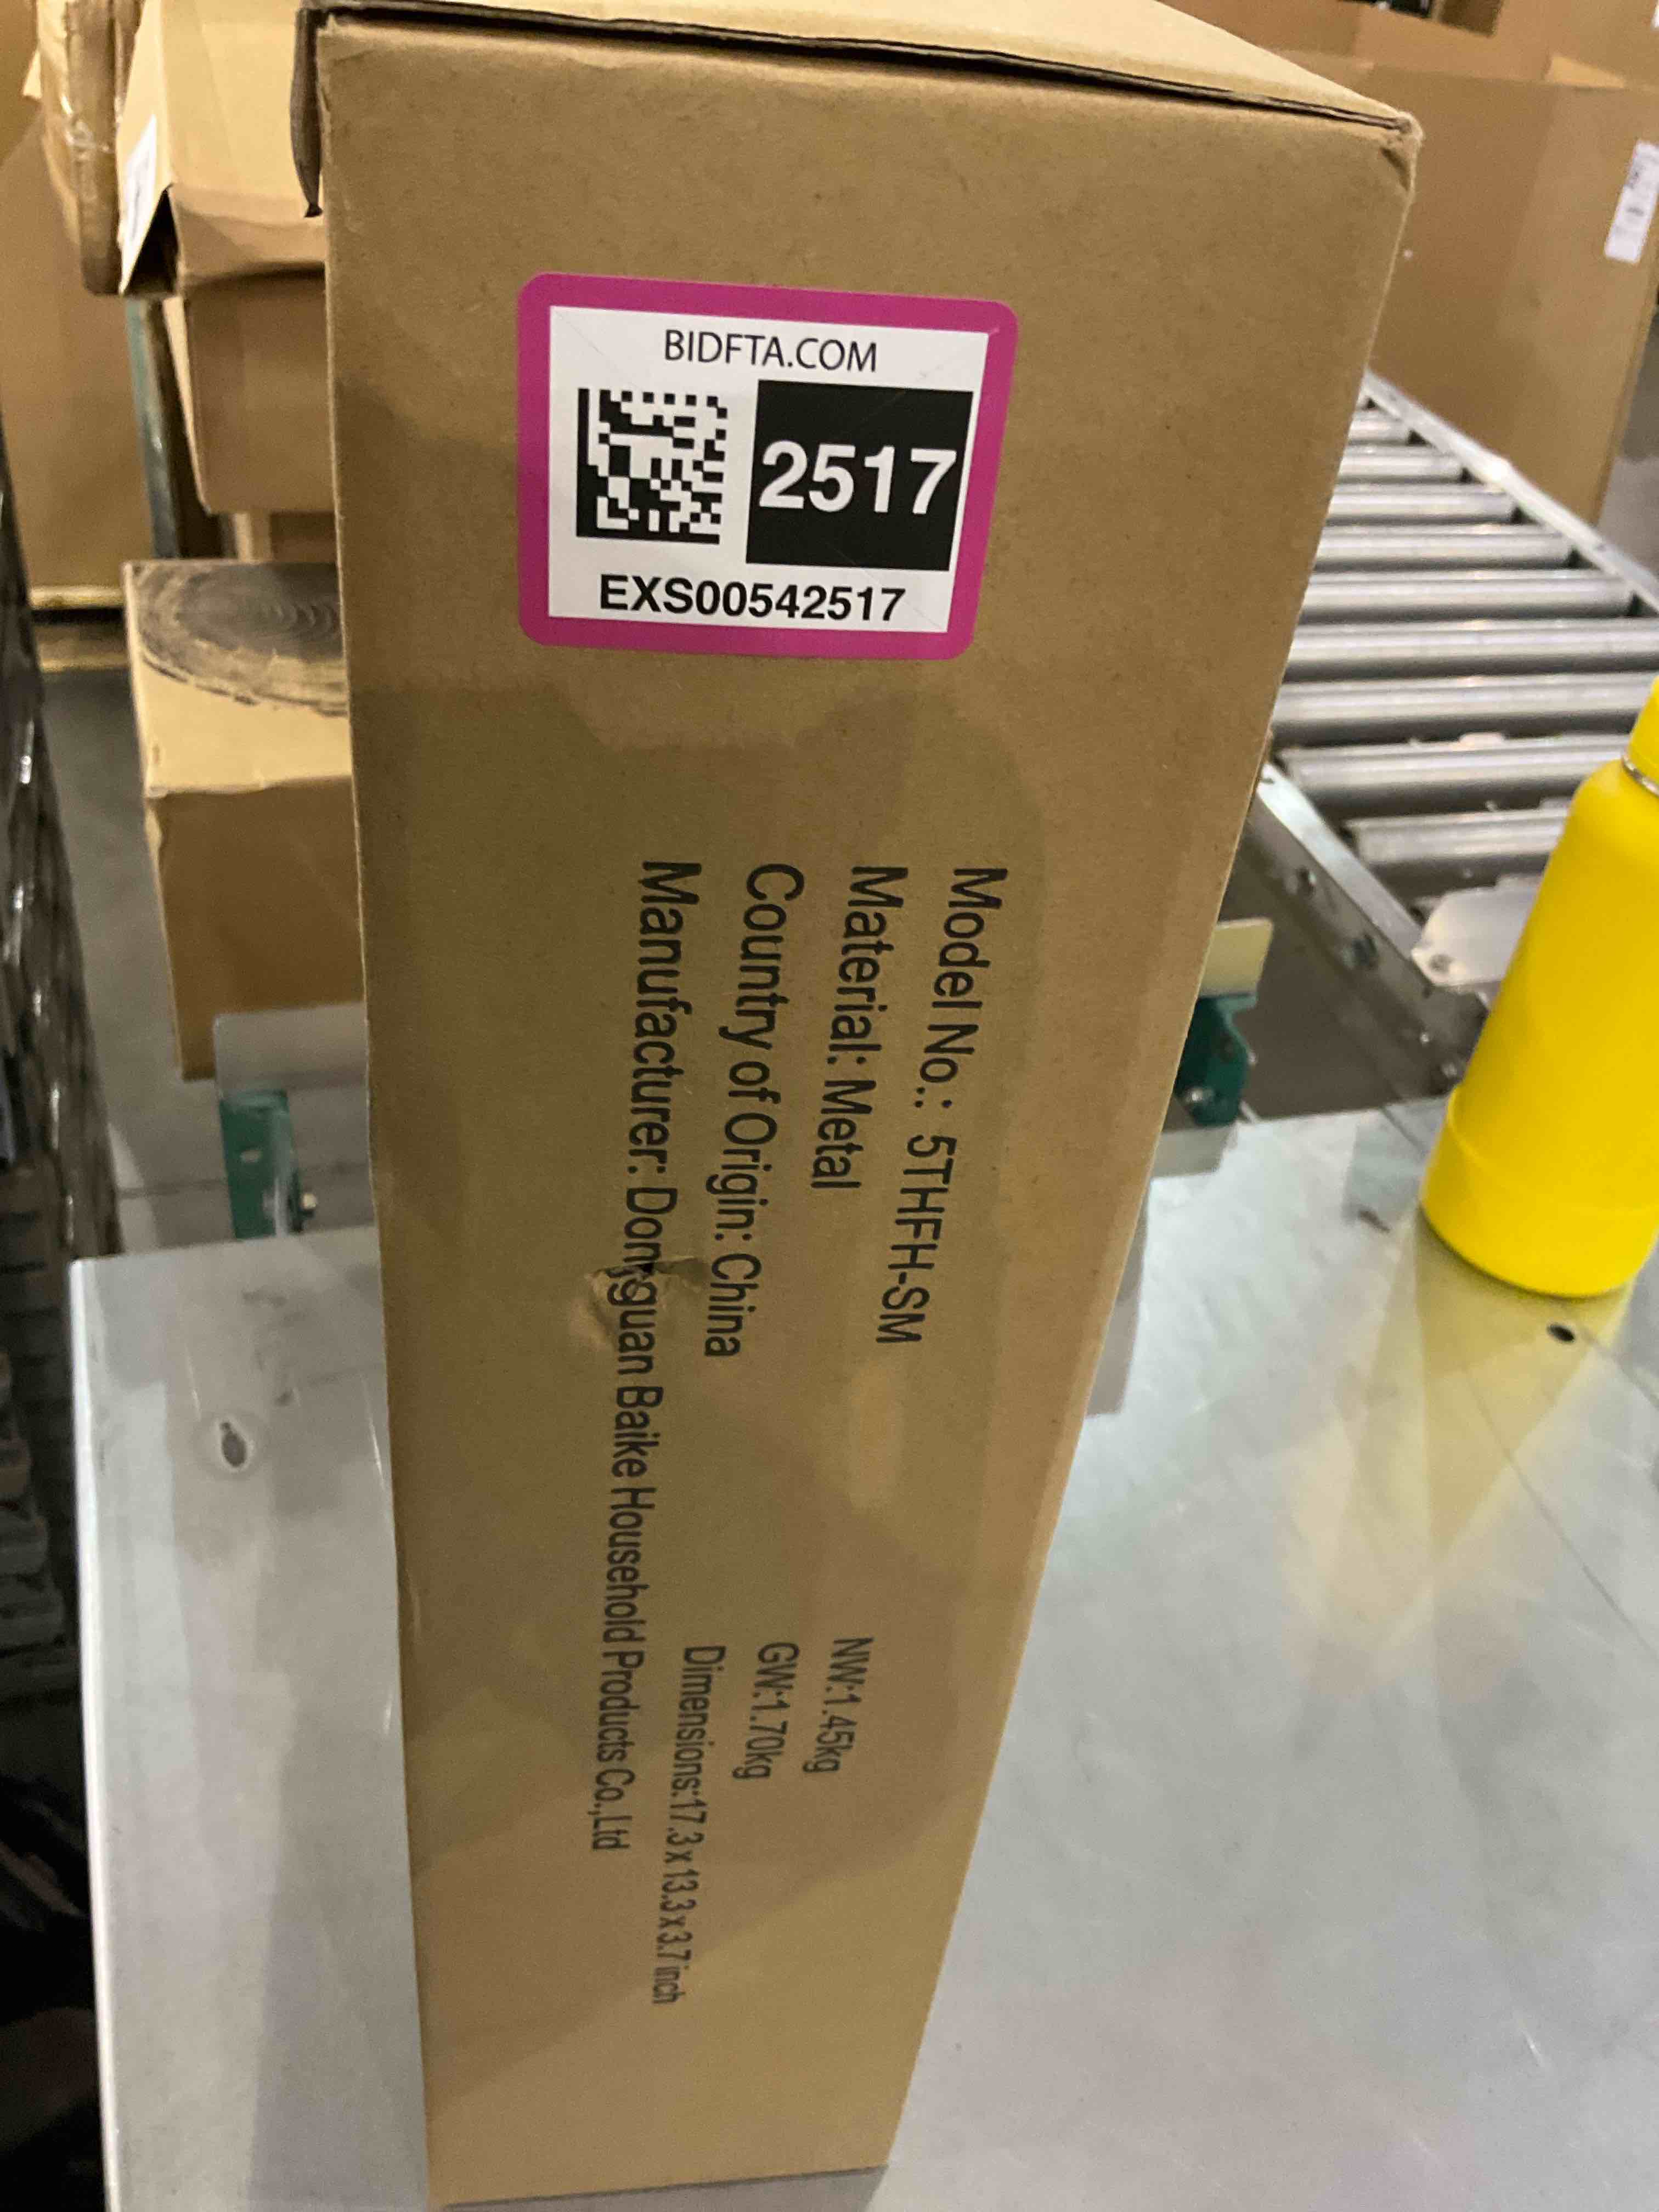 BIDFTA.COM
2517
EXS00542517
Model No.: 5THFH-SM
Material: Metal
Country of Origin: China
Manufacturer: Dongguan Baike Household Products Co.,Ltd
NW:1.45kg
GW:1.70kg
Dimensions:17.3 x 13.3 x 3.7 inch